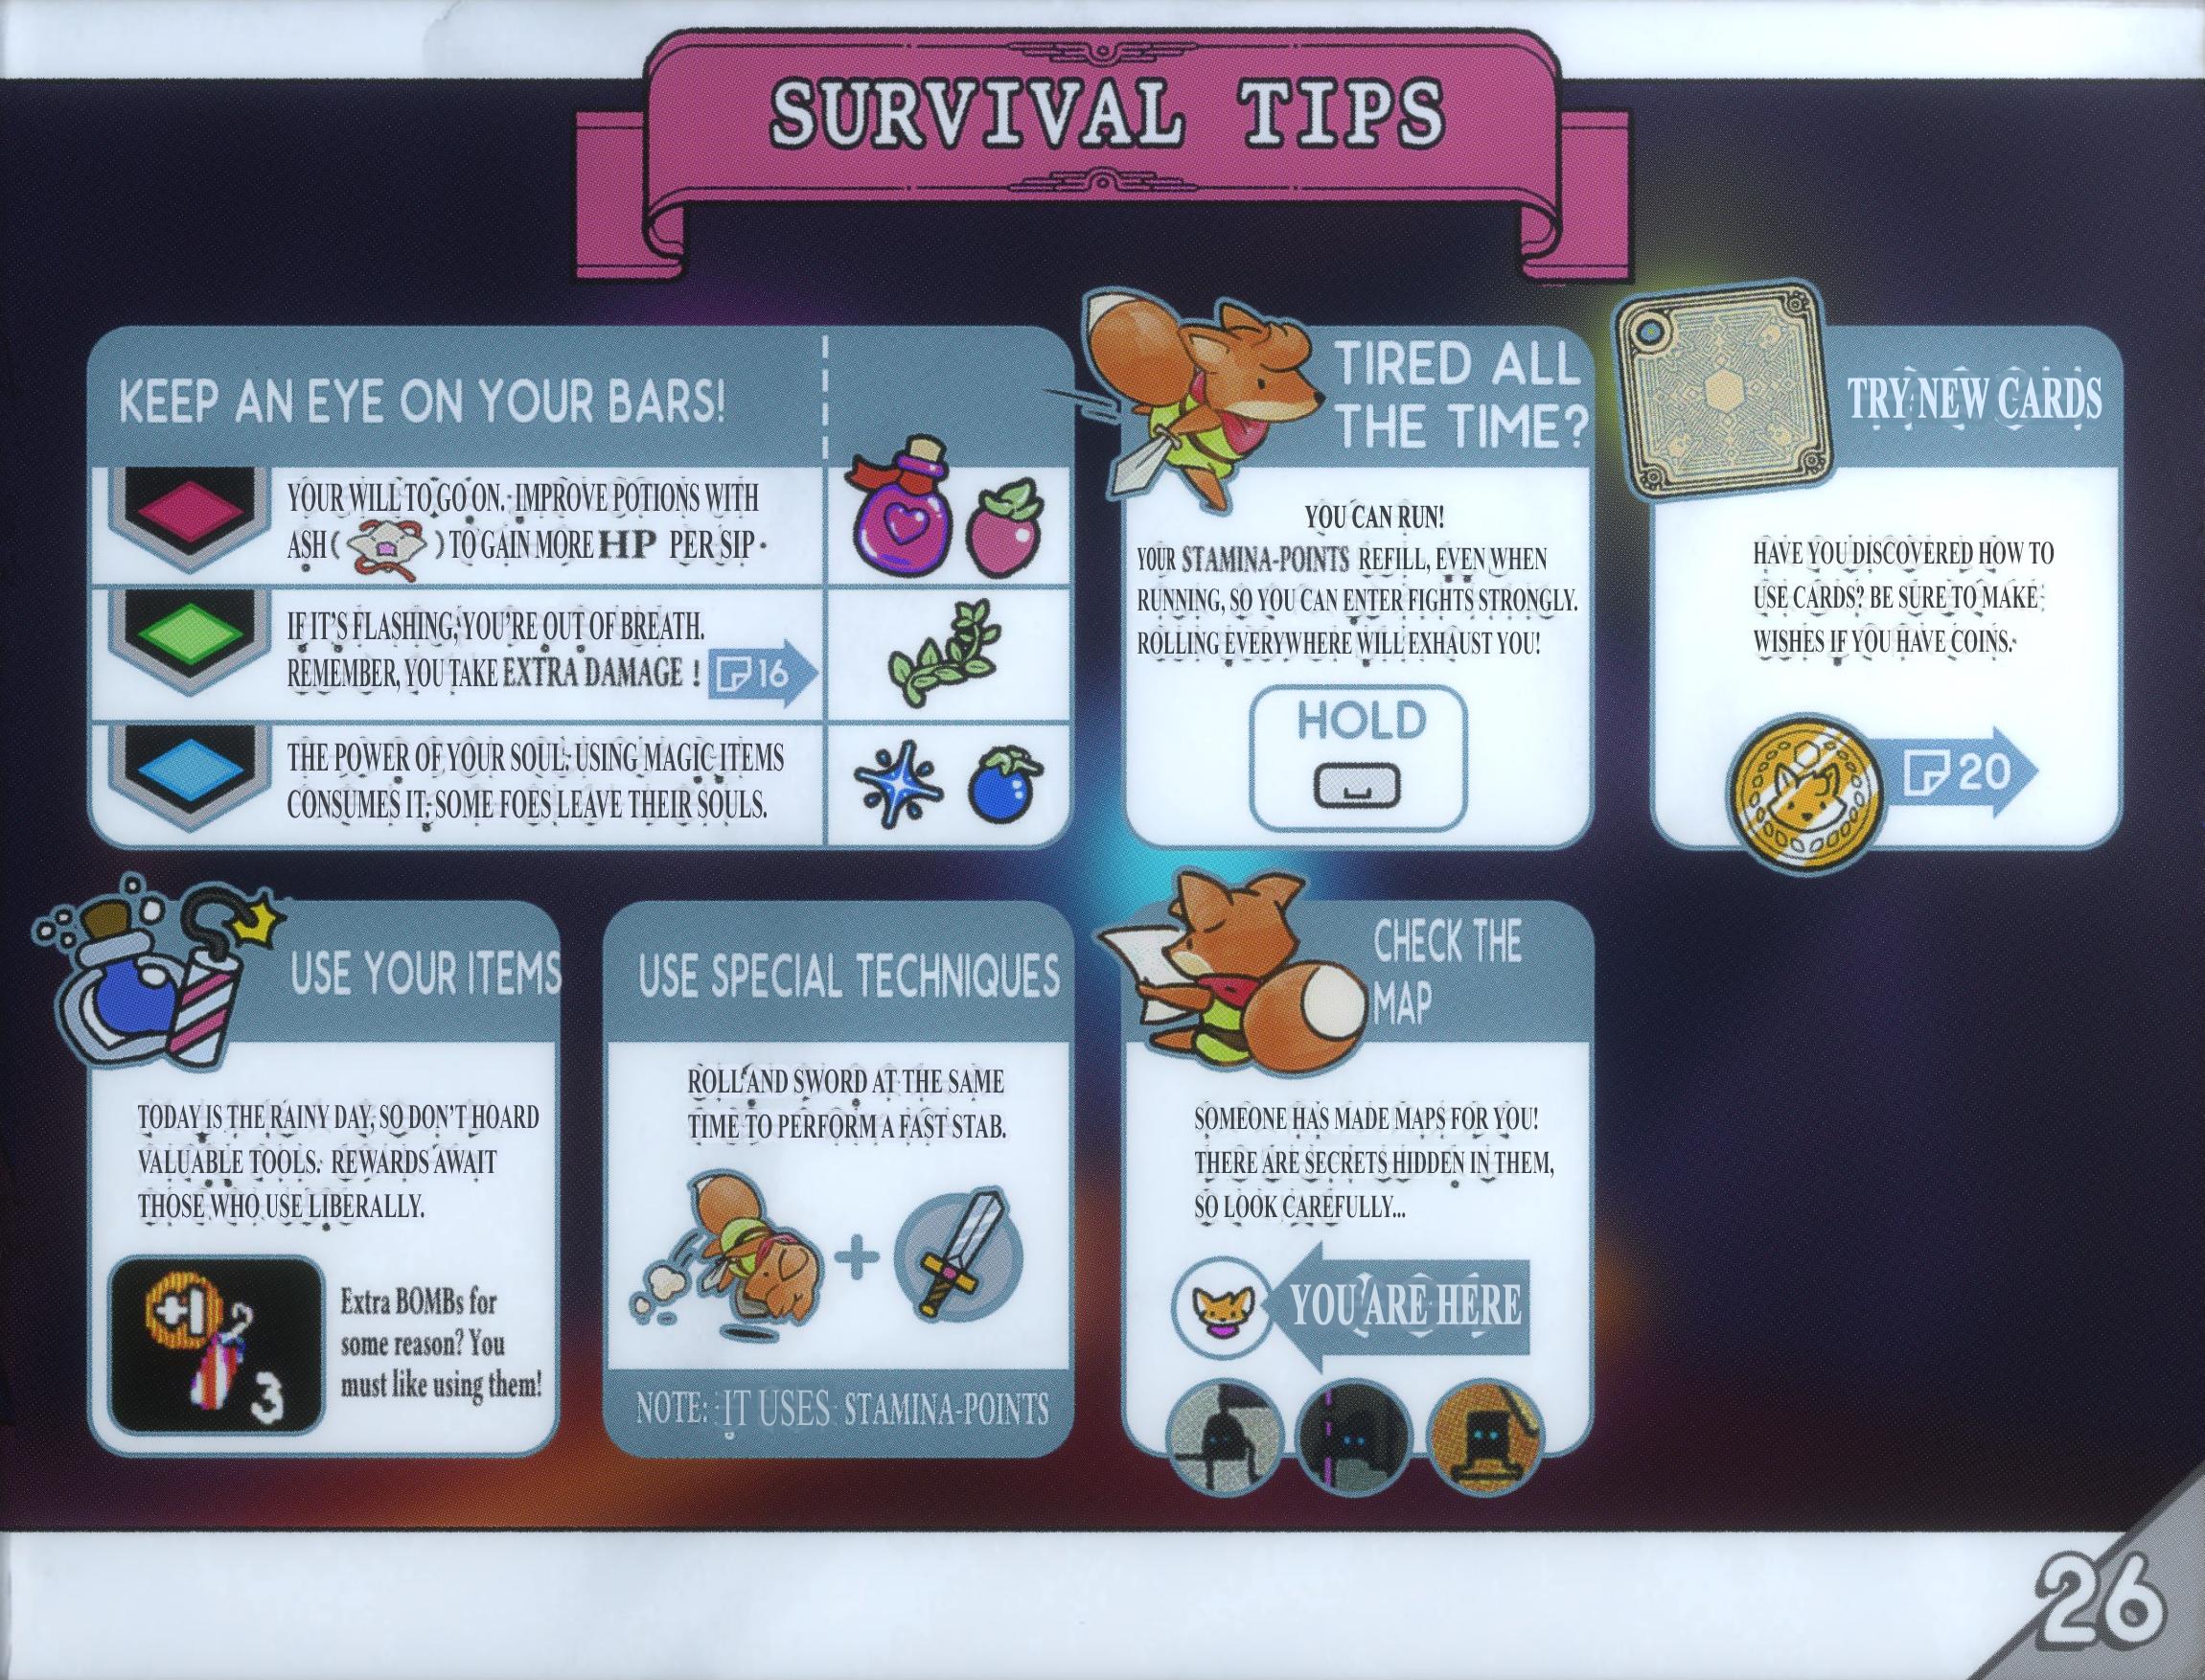 SURVIVAL TIPS
KEEP AN EYE ON YOUR BARS!
YOUR WILL TO GO ON. IMPROVE POTIONS WITH
ASH ( ) TO GAIN MORE HP PER SIP.
IF IT'S FLASHING, YOU'RE OUT OF BREATH.
REMEMBER, YOU TAKE EXTRA DAMAGE !
16
THE POWER OF YOUR SOUL. USING MAGIC ITEMS
CONSUMES IT. SOME FOES LEAVE THEIR SOULS.
TIRED ALL
THE TIME?
YOU CAN RUN!
YOUR STAMINA-POINTS REFILL, EVEN WHEN
RUNNING, SO YOU CAN ENTER FIGHTS STRONGLY.
ROLLING EVERYWHERE WILL EXHAUST YOU!
HOLD
TRY NEW CARDS
HAVE YOU DISCOVERED HOW TO
USE CARDS? BE SURE TO MAKE
WISHES IF YOU HAVE COINS.
20
USE YOUR ITEMS
TODAY IS THE RAINY DAY, SO DON'T HOARD
VALUABLE TOOLS. REWARDS AWAIT
THOSE WHO USE LIBERALLY.
+1
3
Extra BOMBs for
some reason? You
must like using them!
USE SPECIAL TECHNIQUES
ROLL AND SWORD AT THE SAME
TIME TO PERFORM A FAST STAB.
+
NOTE: IT USES STAMINA-POINTS
CHECK THE
MAP
SOMEONE HAS MADE MAPS FOR YOU!
THERE ARE SECRETS HIDDEN IN THEM,
SO LOOK CAREFULLY...
YOU ARE HERE
26